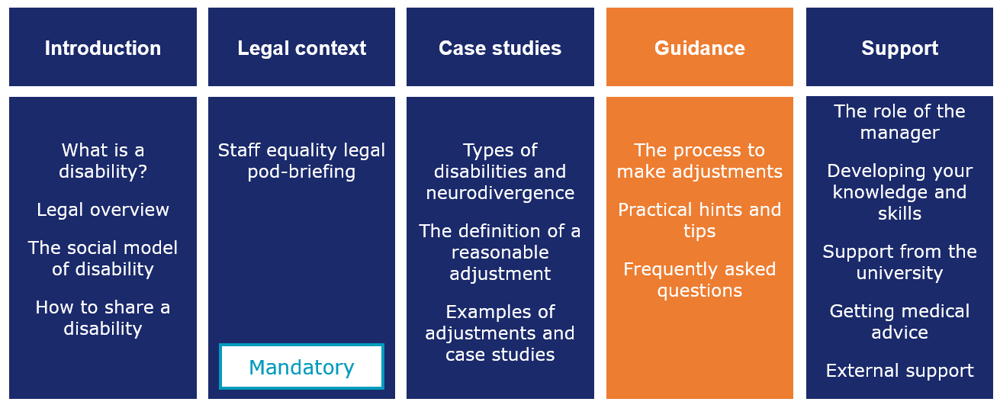 Introduction
What is a
disability?
Legal overview
The social model
of disability
How to share a
disability
Legal context
Staff equality legal
pod-briefing
Mandatory
Case studies
Types of
disabilities and
neurodivergence
The definition of a
reasonable
adjustment
Examples of
adjustments and
case studies
Guidance
The process to
make adjustments
Practical hints and
tips
Frequently asked
questions
Support
The role of the
manager
Developing your
knowledge and
skills
Support from the
university
Getting medical
advice
External support